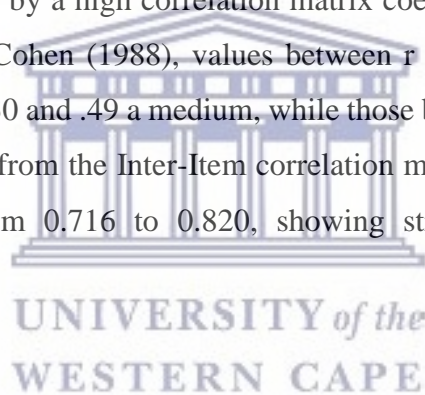 by a high correlation matrix coe
Cohen (1988), values between r
0 and .49 a medium, while those b
from the Inter-Item correlation m
m 0.716 to 0.820, showing st
UNIVERSITY of the
WESTERN CAPE